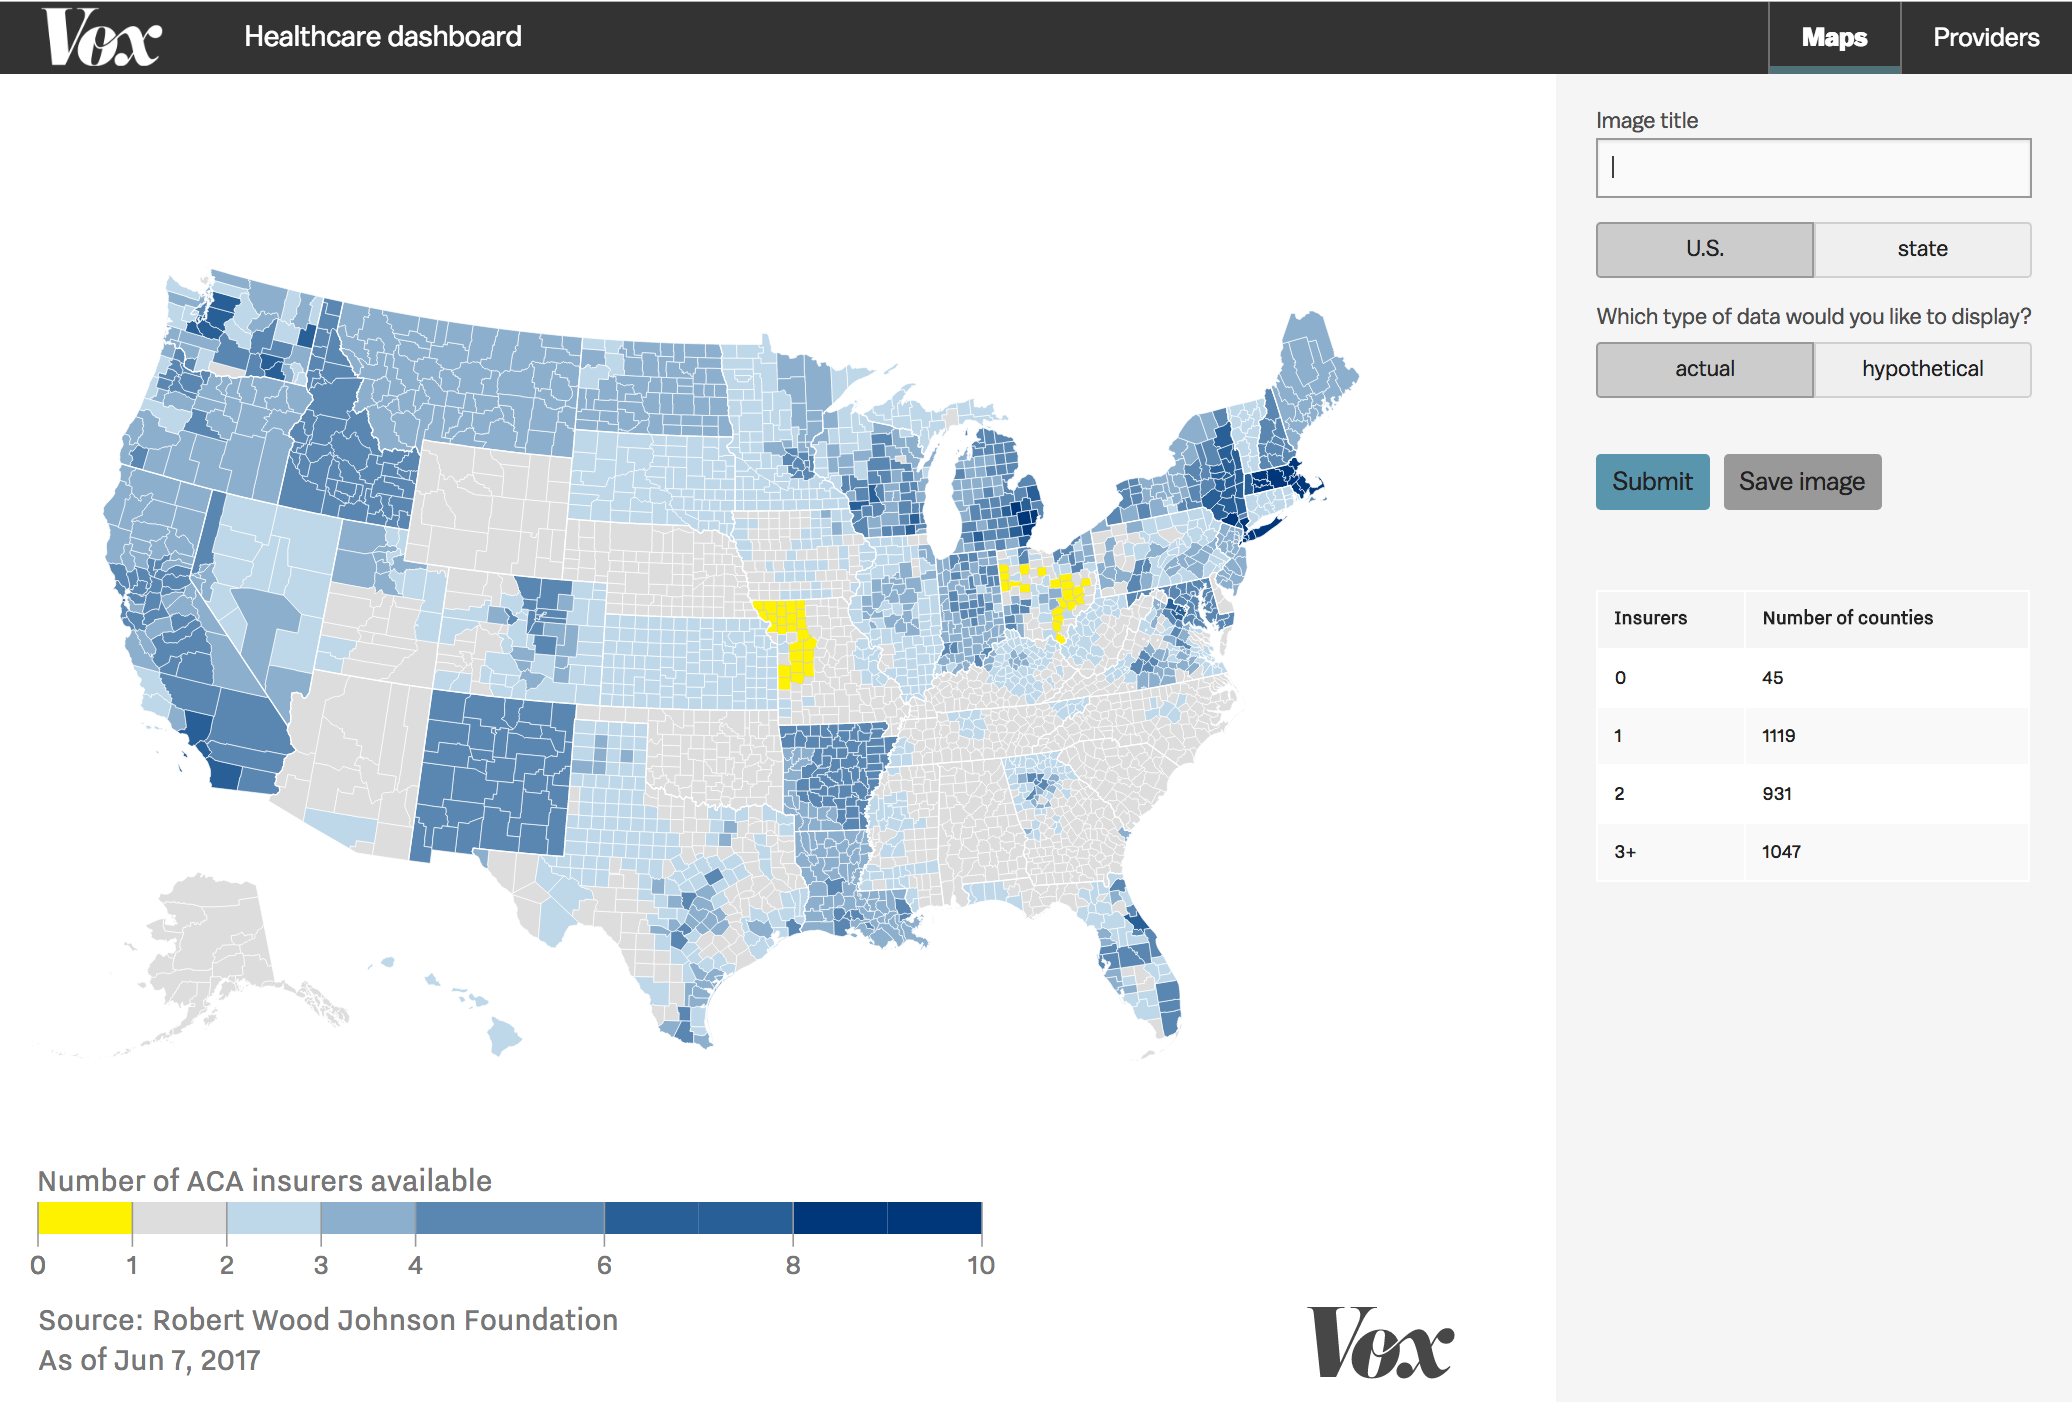 Vox
Healthcare dashboard
Maps
Providers
Image title
U.S.
state
Which type of data would you like to display?
actual
hypothetical
Submit
Save image
Insurers
Number of counties
0
45
1
1119
2
931
3+
1047
Number of ACA insurers available
0 1 2 3 4 6 8 10
Source: Robert Wood Johnson Foundation
As of Jun 7, 2017
Vox